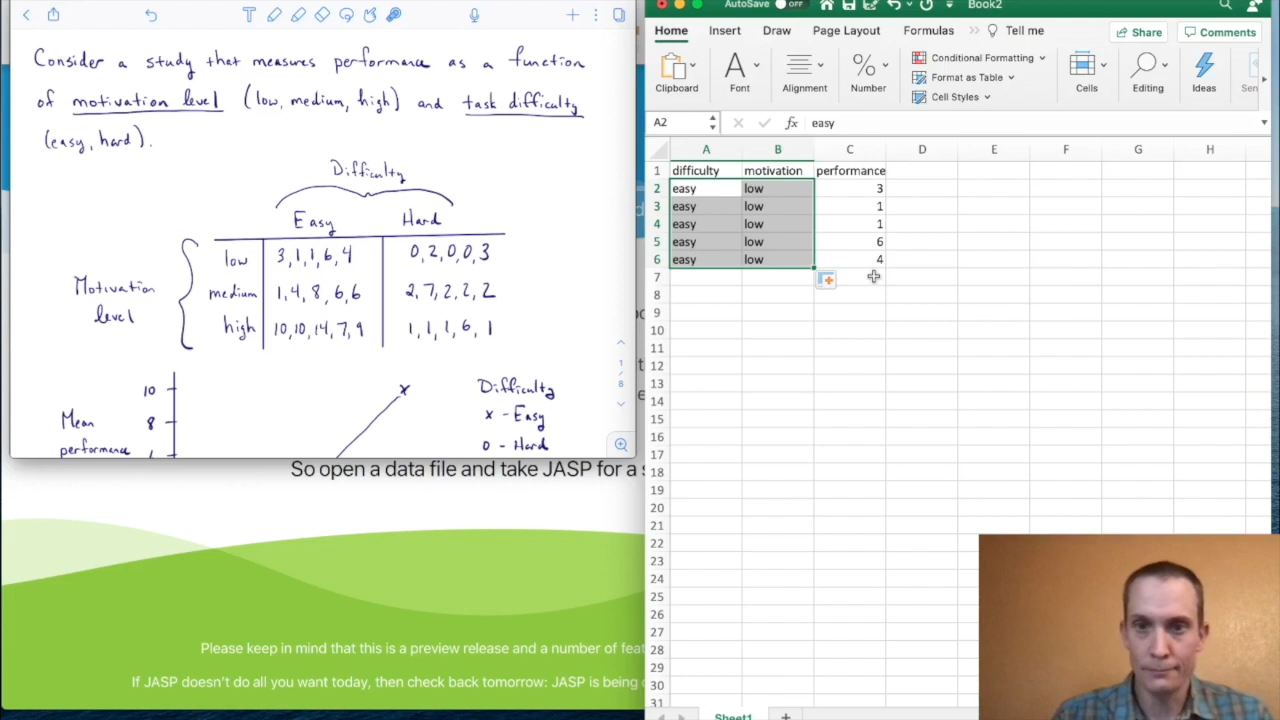 Consider a study that measures performance as a function
of motivation level (low, medium, high) and task difficulty
(easy, hard).
Difficulty
Easy Hard
low 3,1,1,6,4 0,2,0,0,3
Motivation level
medium 1,4,8,6,6 2,7,2,2,2
high 10,10,14,7,9 1,1,1,6,1
10
8
Mean
performance
Difficulty
x - Easy
o - Hard
1
/
8
So open a data file and take JASP for a s
Please keep in mind that this is a preview release and a number of feat
If JASP doesn't do all you want today, then check back tomorrow: JASP is being d
AutoSave OFF Book2
Home Insert Draw Page Layout Formulas >> Tell me Share Comments
Clipboard Font Alignment Number
Conditional Formatting
Format as Table
Cell Styles
Cells Editing Ideas Sen
A2 fx easy
A B C D E F G H
1 difficulty motivation performance
2 easy low 3
3 easy low 1
4 easy low 1
5 easy low 6
6 easy low 4
7
8
9
10
11
12
13
14
15
16
17
18
19
20
21
22
23
24
25
26
27
28
29
30
31
Sheet1